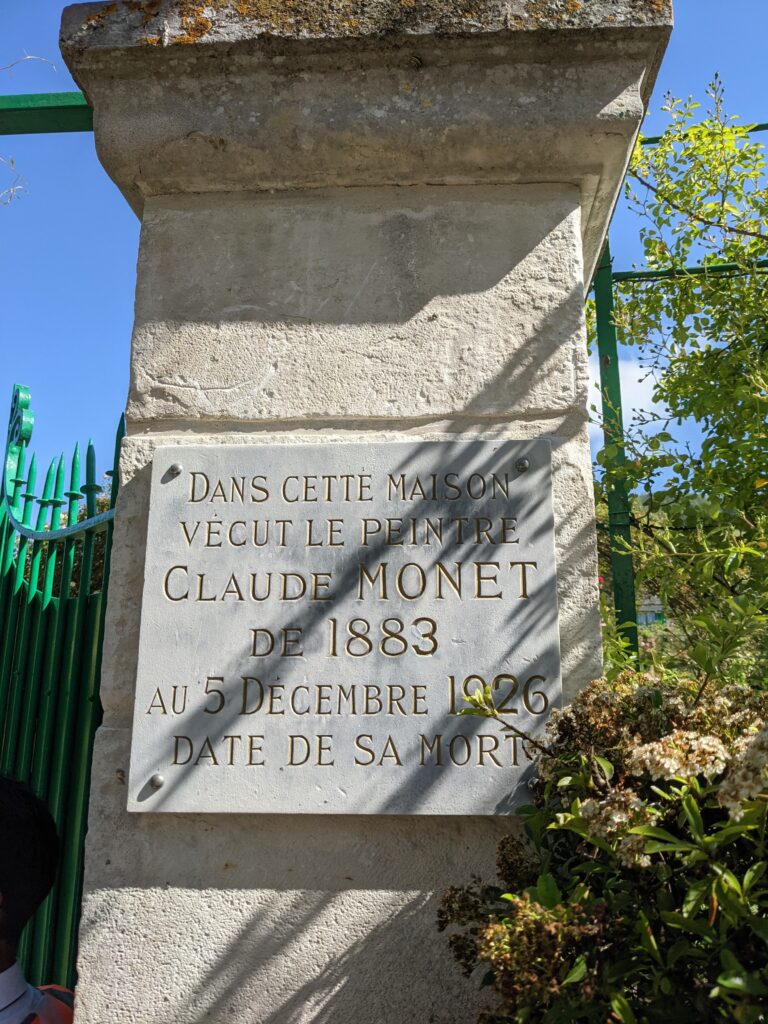 DANS CETTE MAISON
VÉCUT LE PEINTRE
CLAUDE MONET
DE 1883
AU 5 DÉCEMBRE 1926
DATE DE SA MORT